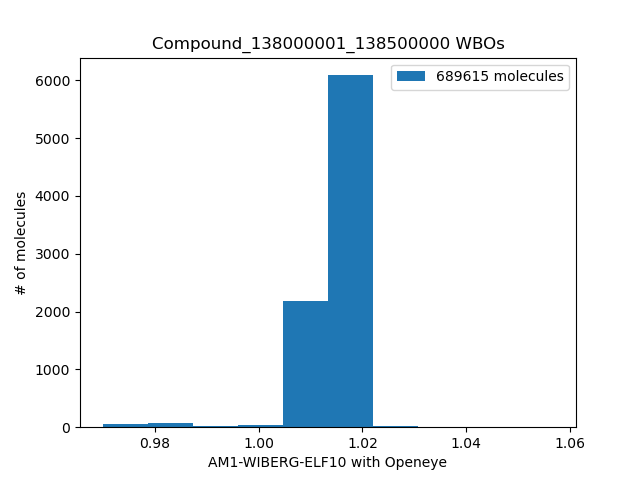 Compound_138000001_138500000 WBOs
689615 molecules
6000
5000
4000
3000
2000
1000
0
# of molecules
0.98 1.00 1.02 1.04 1.06
AM1-WIBERG-ELF10 with Openeye